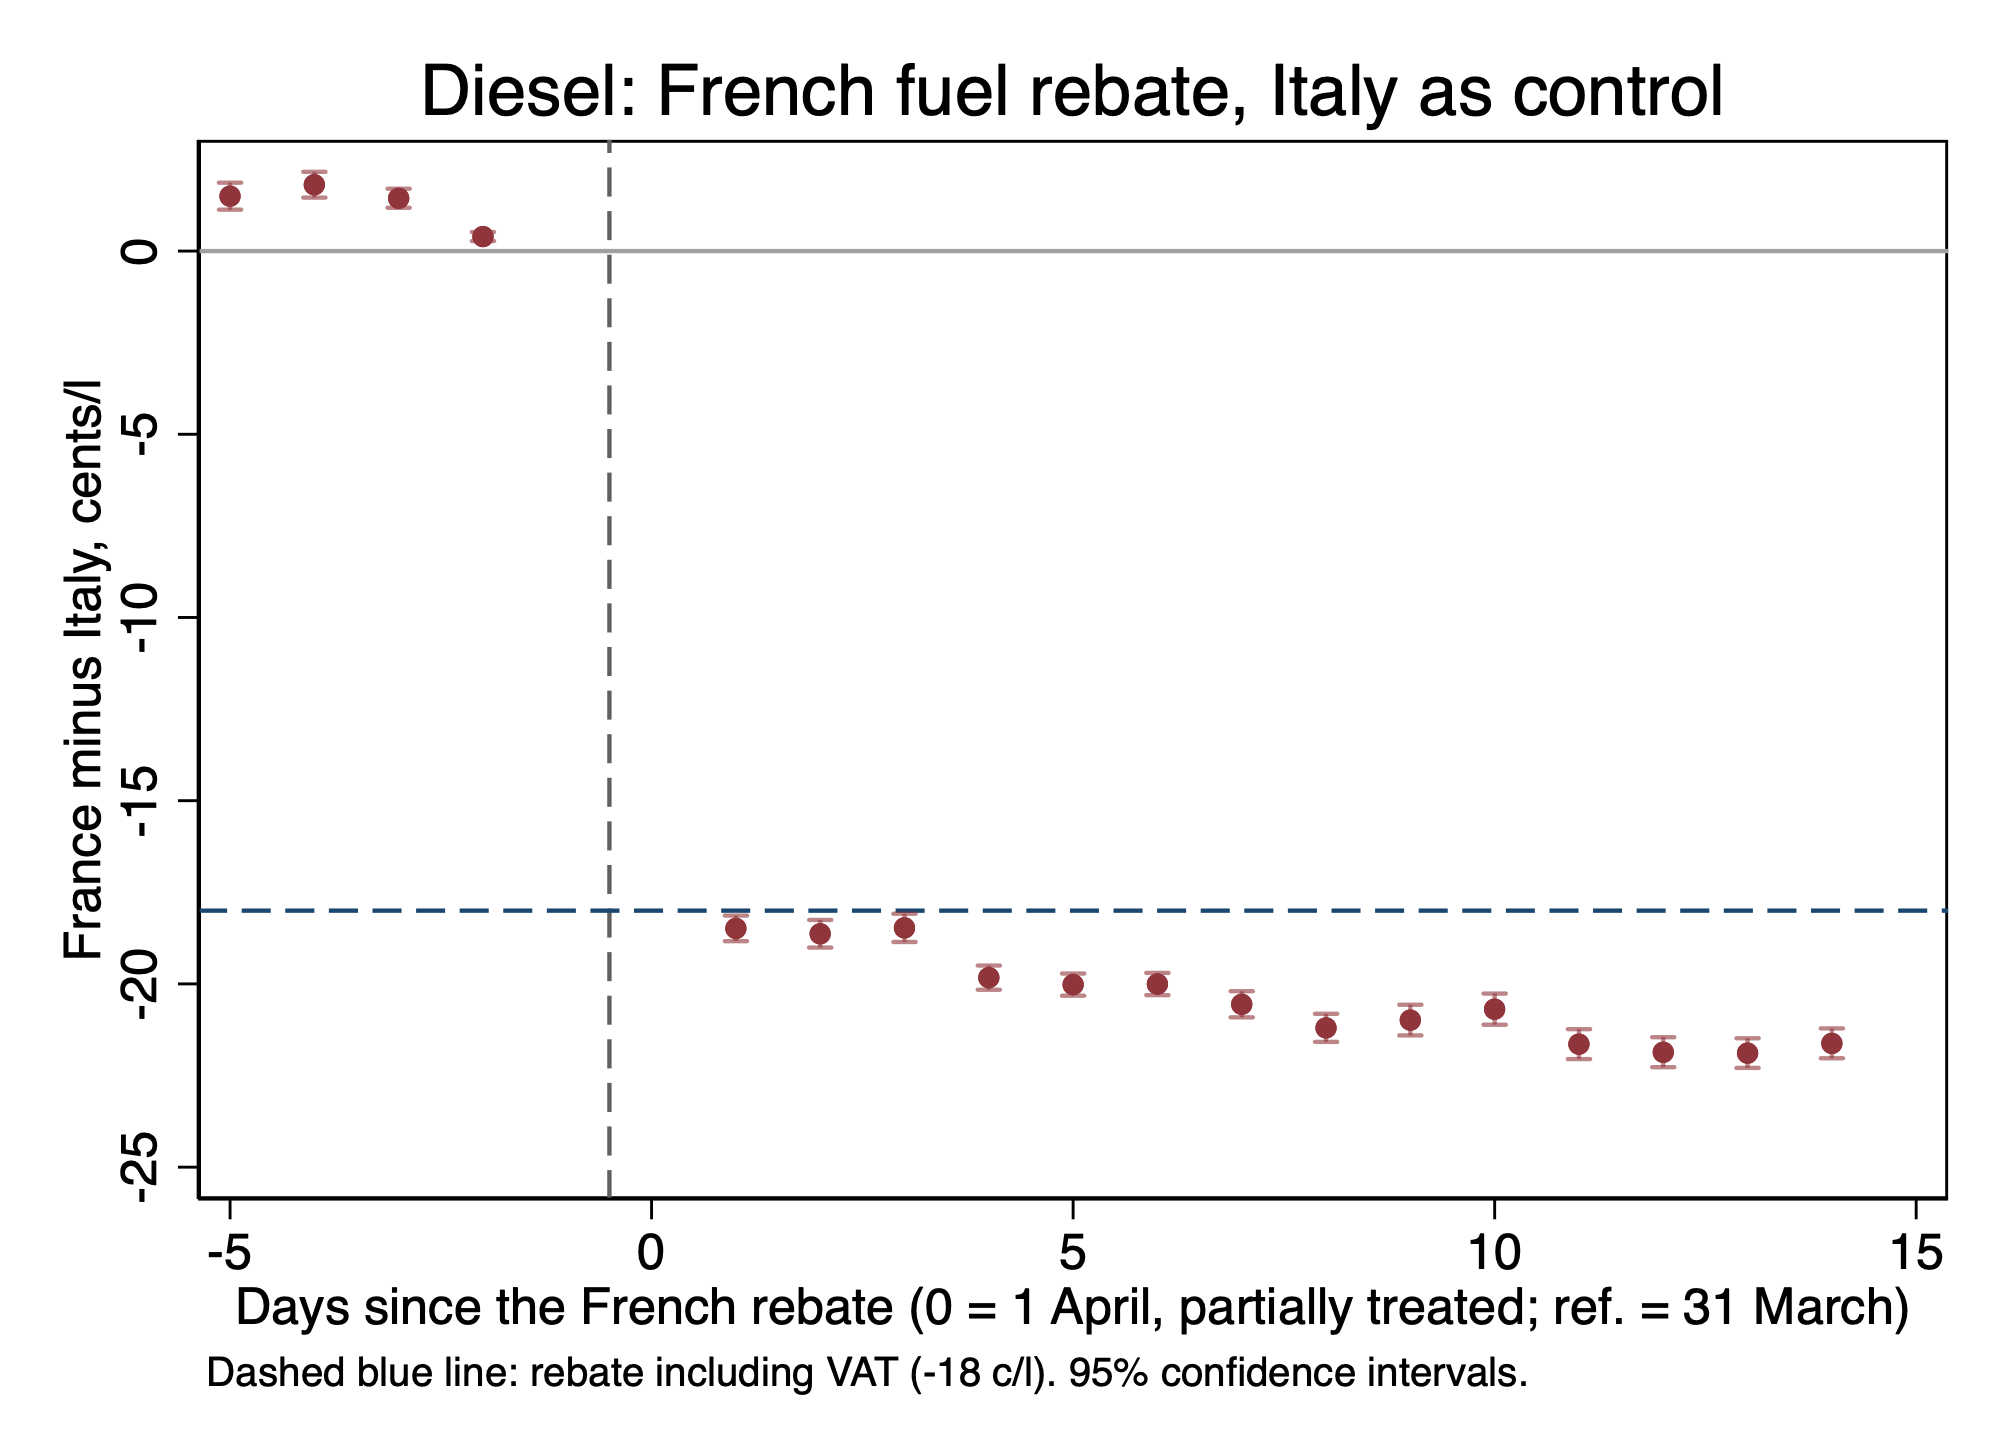 Diesel: French fuel rebate, Italy as control
France minus Italy, cents/l
0
-5
-10
-15
-20
-25
-5 0 5 10 15
Days since the French rebate (0 = 1 April, partially treated; ref. = 31 March)
Dashed blue line: rebate including VAT (-18 c/l). 95% confidence intervals.